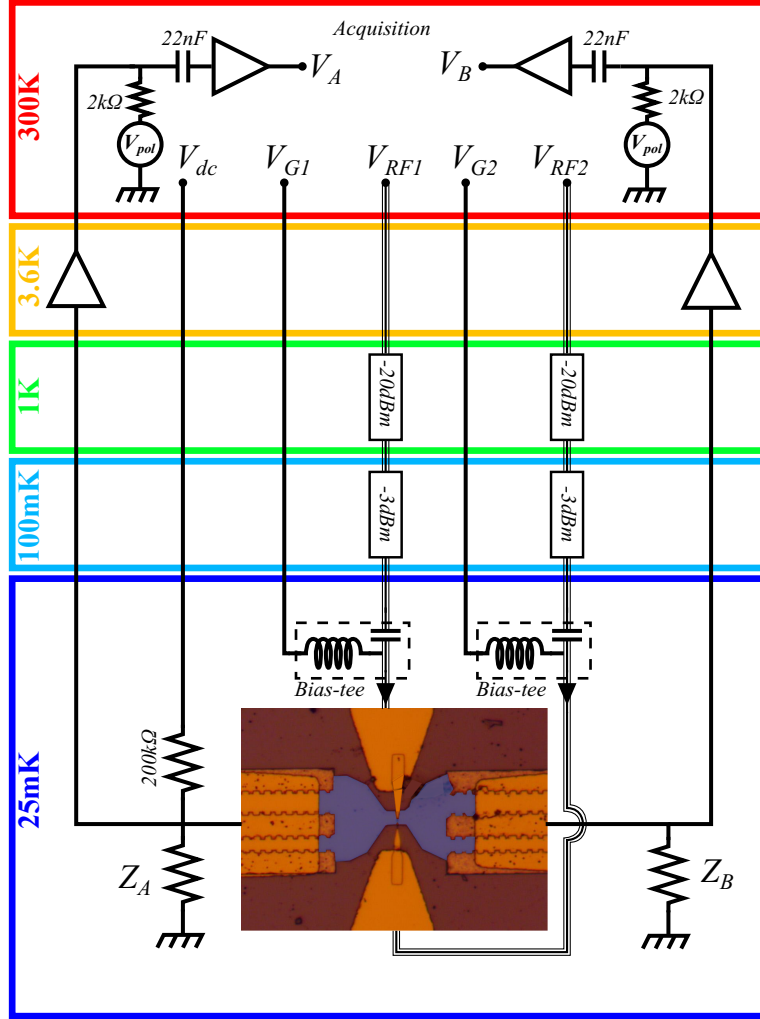 22nF
Acquisition
22nF
V_A
V_B
2kΩ
2kΩ
V_pol
V_pol
300K
V_dc
V_G1
V_RF1
V_G2
V_RF2
3.6K
1K
-20dBm
-20dBm
100mK
-3dBm
-3dBm
Bias-tee
Bias-tee
25mK
200kΩ
Z_A
Z_B